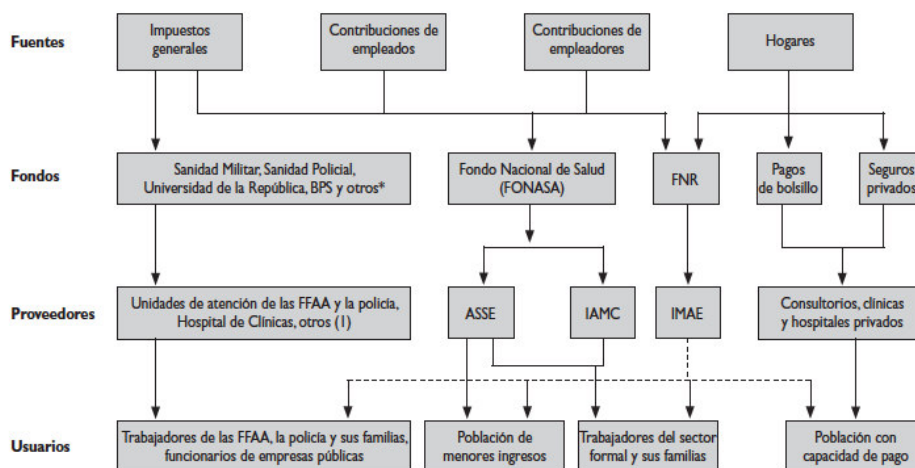 Fuentes
Impuestos
generales
Contribuciones de
empleados
Contribuciones de
empleadores
Hogares
Fondos
Sanidad Militar, Sanidad Policial,
Universidad de la República, BPS y otros*
Fondo Nacional de Salud
(FONASA)
FNR
Pagos
de bolsillo
Seguros
privados
Proveedores
Unidades de atención de las FFAA y la policía,
Hospital de Clínicas, otros (1)
ASSE
IAMC
IMAE
Consultorios, clínicas
y hospitales privados
Usuarios
Trabajadores de las FFAA, la policía y sus familias,
funcionarios de empresas públicas
Población de
menores ingresos
Trabajadores del sector
formal y sus familias
Población con
capacidad de pago